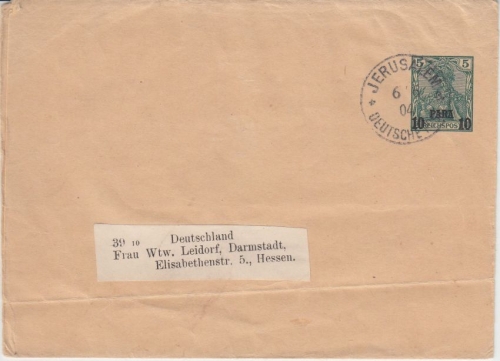 5 5
JERUSALEM
6
04
DEUTSCHE
PARA
10 10
REICHSPOST
39 10 Deutschland
Frau Wtw. Leidorf, Darmstadt,
Elisabethenstr. 5., Hessen.